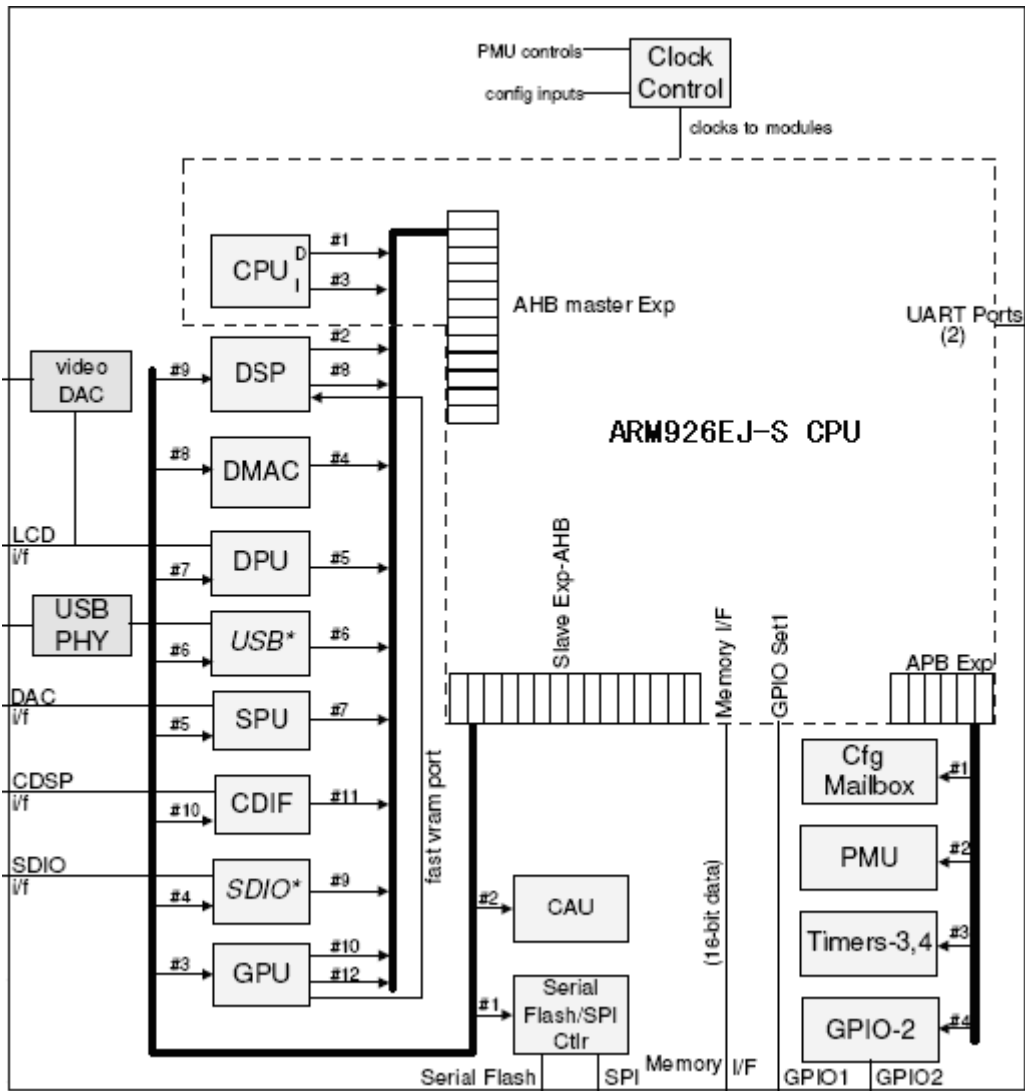 PMU controls
config inputs
Clock
Control
clocks to modules
CPU
D
I
#1
#3
AHB master Exp
UART Ports
(2)
video
DAC
#9
DSP
#2
#8
ARM926EJ-S CPU
#8
DMAC
#4
LCD
i/f
#7
DPU
#5
Slave Exp-AHB
Memory I/F
GPIO Set1
APB Exp
USB
PHY
#6
USB*
#6
DAC
i/f
#5
SPU
#7
Cfg
Mailbox
#1
CDSP
i/f
#10
CDIF
#11
fast vram port
PMU
#2
SDIO
i/f
#4
SDIO*
#9
#2
CAU
(16-bit data)
Timers-3,4
#3
#3
GPU
#10
#12
#1
Serial
Flash/SPI
Ctlr
GPIO-2
#4
Serial Flash
SPI
Memory I/F
GPIO1
GPIO2